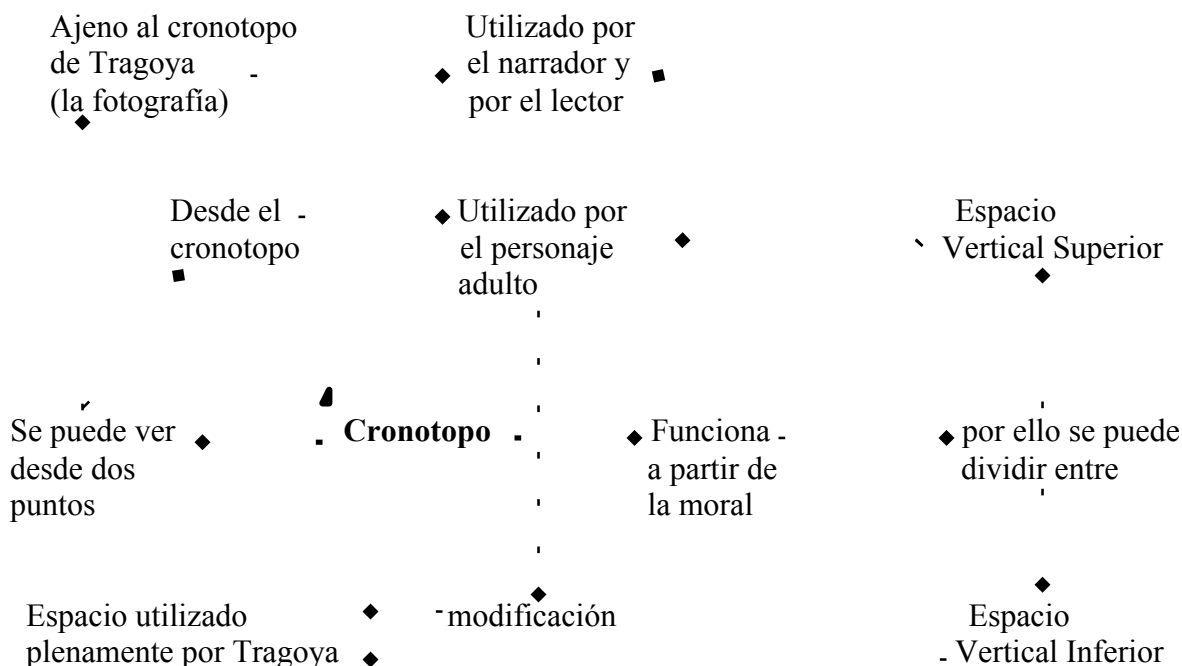 Ajeno al cronotopo
de Tragoya
(la fotografía)
Utilizado por
el narrador y
por el lector
Desde el
cronotopo
Utilizado por
el personaje
adulto
Espacio
Vertical Superior
Se puede ver
desde dos
puntos
Cronotopo
Funciona
a partir de
la moral
por ello se puede
dividir entre
Espacio utilizado
plenamente por Tragoya
modificación
Espacio
Vertical Inferior